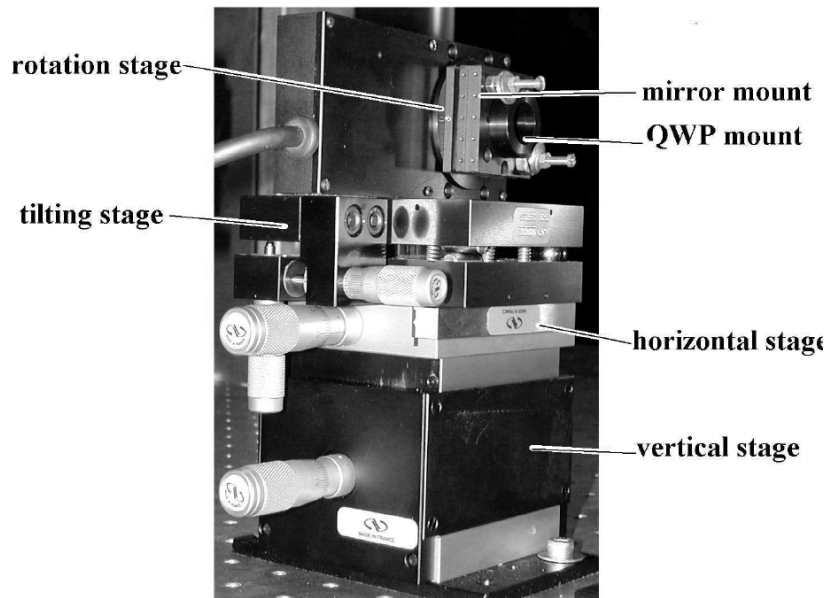 rotation stage
mirror mount
QWP mount
tilting stage
horizontal stage
vertical stage
MADE IN FRANCE